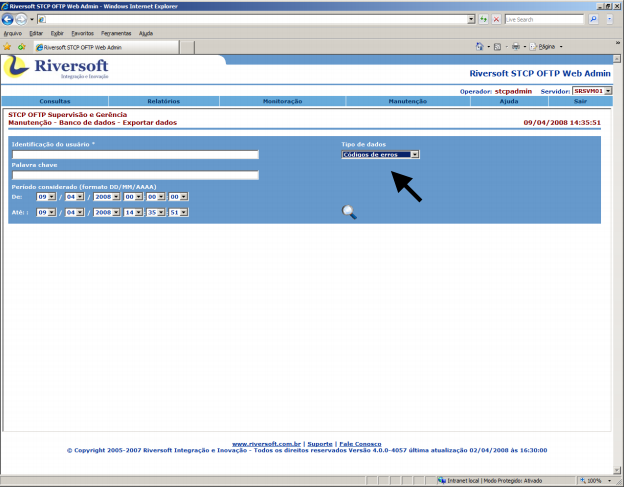 Riversoft STCP OFTP Web Admin - Windows Internet Explorer
Live Search
Arquivo Editar Exibir Favoritos Ferramentas Ajuda
Riversoft STCP OFTP Web Admin
Página
Riversoft
Integração e Inovação
Riversoft STCP OFTP Web Admin
Operador: stcpadmin Servidor: SRSVM01
Consultas Relatórios Monitoração Manutenção Ajuda Sair
STCP OFTP Supervisão e Gerência
Manutenção - Banco de dados - Exportar dados 09/04/2008 14:35:51
Identificação do usuário * Tipo de dados
Códigos de erros
Palavra chave
Período considerado (formato DD/MM/AAAA)
De: 09 / 04 / 2008 00 00 00
Até: : 09 / 04 / 2008 14 35 51
www.riversoft.com.br | Suporte | Fale Conosco
© Copyright 2005-2007 Riversoft Integração e Inovação - Todos os direitos reservados Versão 4.0.0-4057 última atualização 02/04/2008 às 16:30:00
Intranet local | Modo Protegido: Ativado 100%